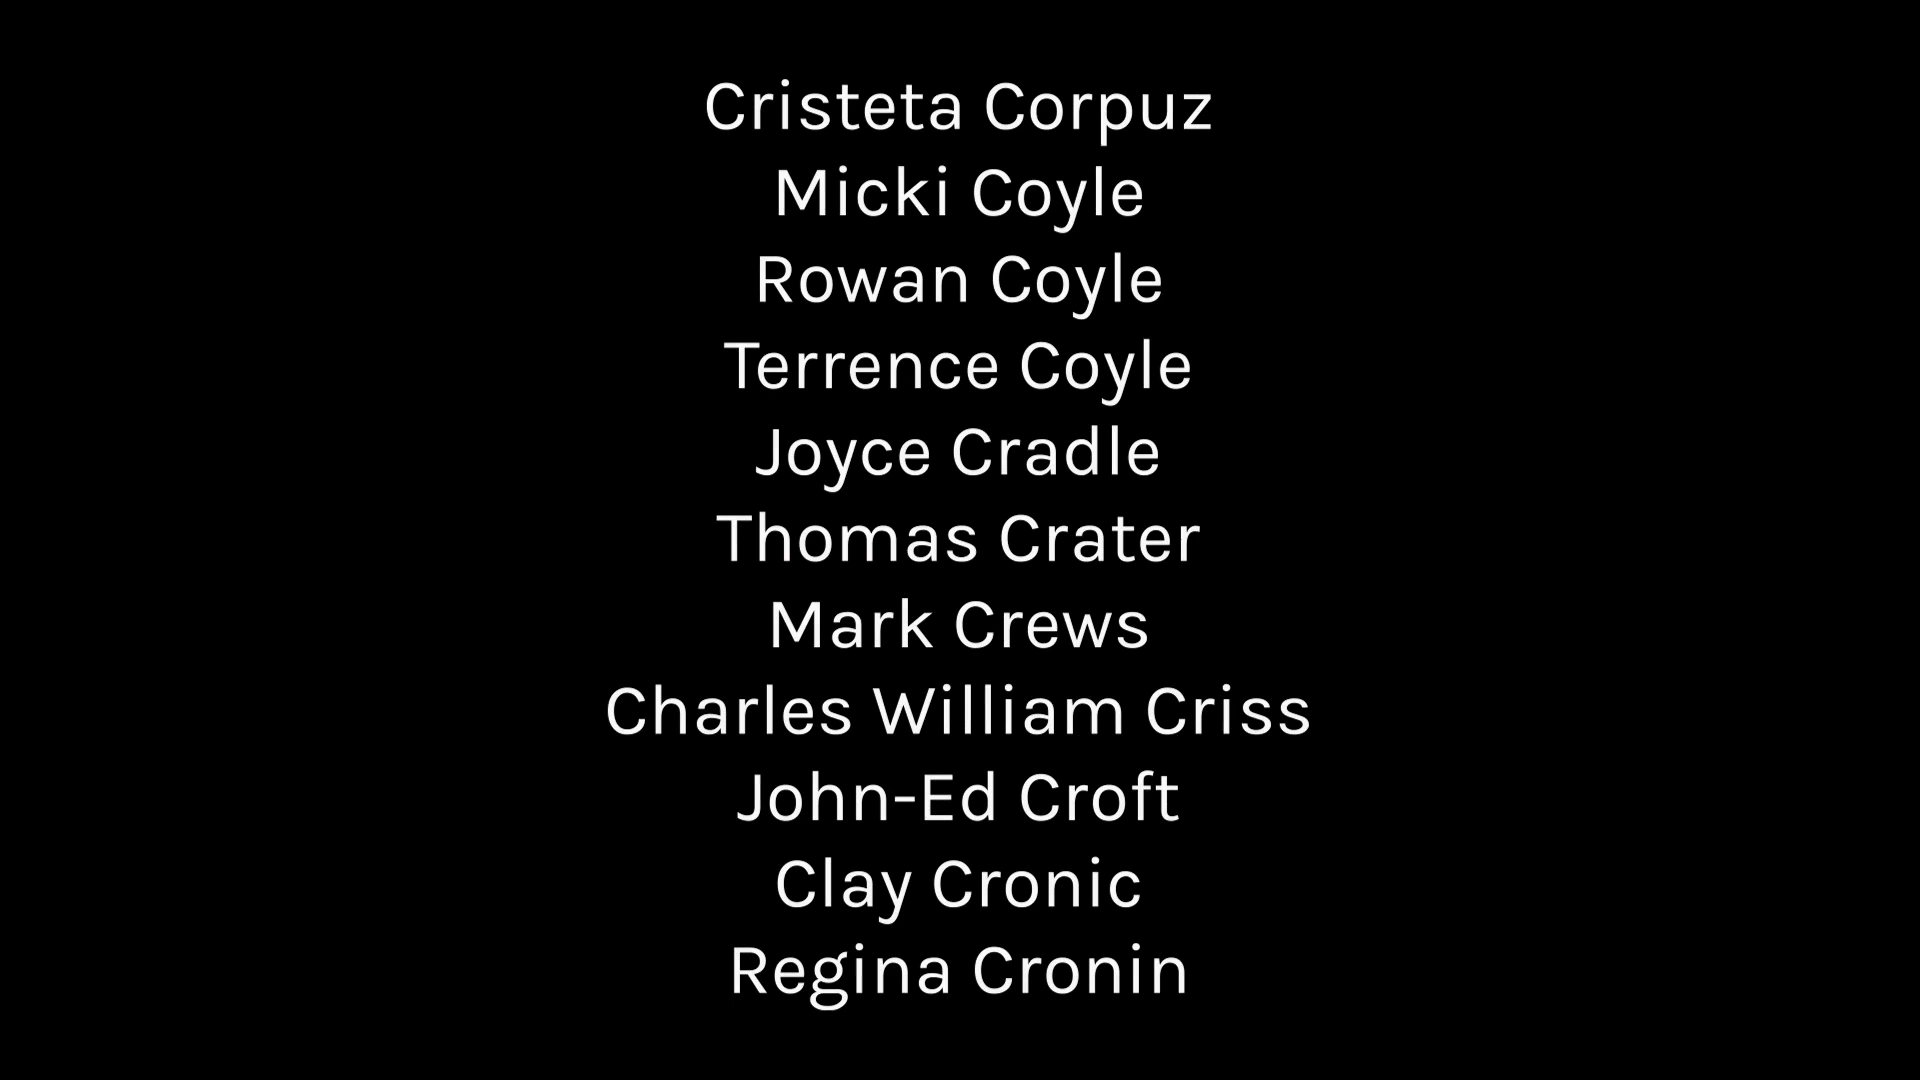 Cristeta Corpuz
Micki Coyle
Rowan Coyle
Terrence Coyle
Joyce Cradle
Thomas Crater
Mark Crews
Charles William Criss
John-Ed Croft
Clay Cronic
Regina Cronin